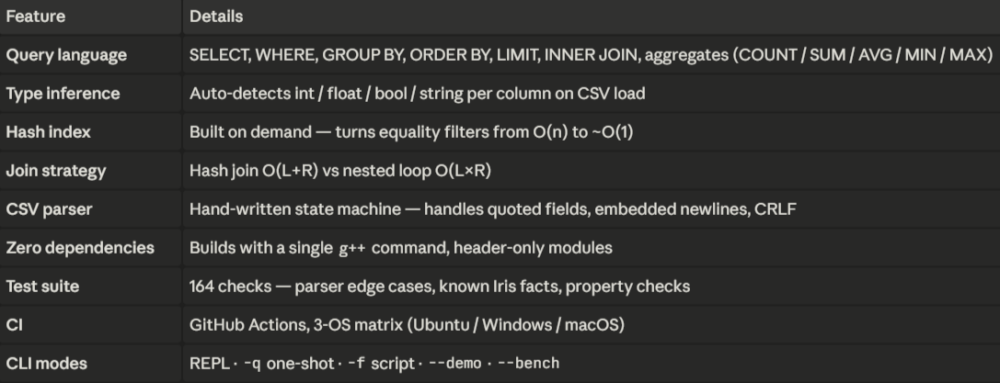 Feature Details
Query language SELECT, WHERE, GROUP BY, ORDER BY, LIMIT, INNER JOIN, aggregates (COUNT / SUM / AVG / MIN / MAX)
Type inference Auto-detects int / float / bool / string per column on CSV load
Hash index Built on demand — turns equality filters from O(n) to ~O(1)
Join strategy Hash join O(L+R) vs nested loop O(L×R)
CSV parser Hand-written state machine — handles quoted fields, embedded newlines, CRLF
Zero dependencies Builds with a single g++ command, header-only modules
Test suite 164 checks — parser edge cases, known Iris facts, property checks
CI GitHub Actions, 3-OS matrix (Ubuntu / Windows / macOS)
CLI modes REPL · -q one-shot · -f script · --demo · --bench